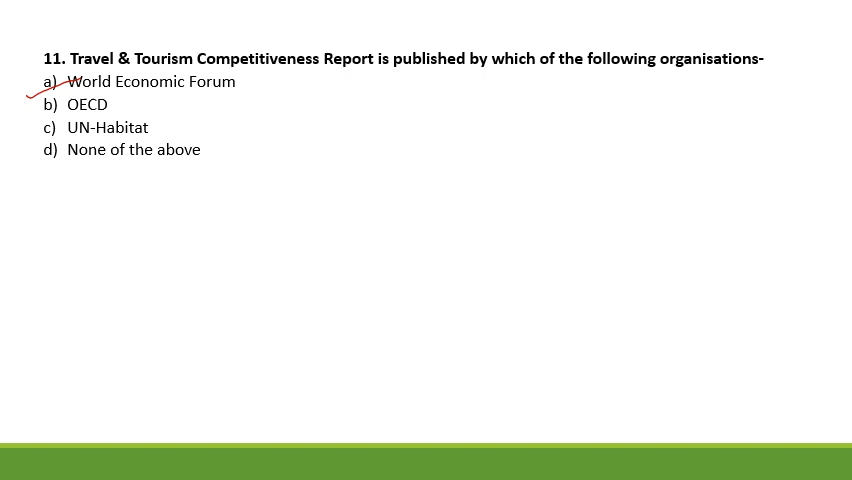 11. Travel & Tourism Competitiveness Report is published by which of the following organisations-
a) World Economic Forum
b) OECD
c) UN-Habitat
d) None of the above